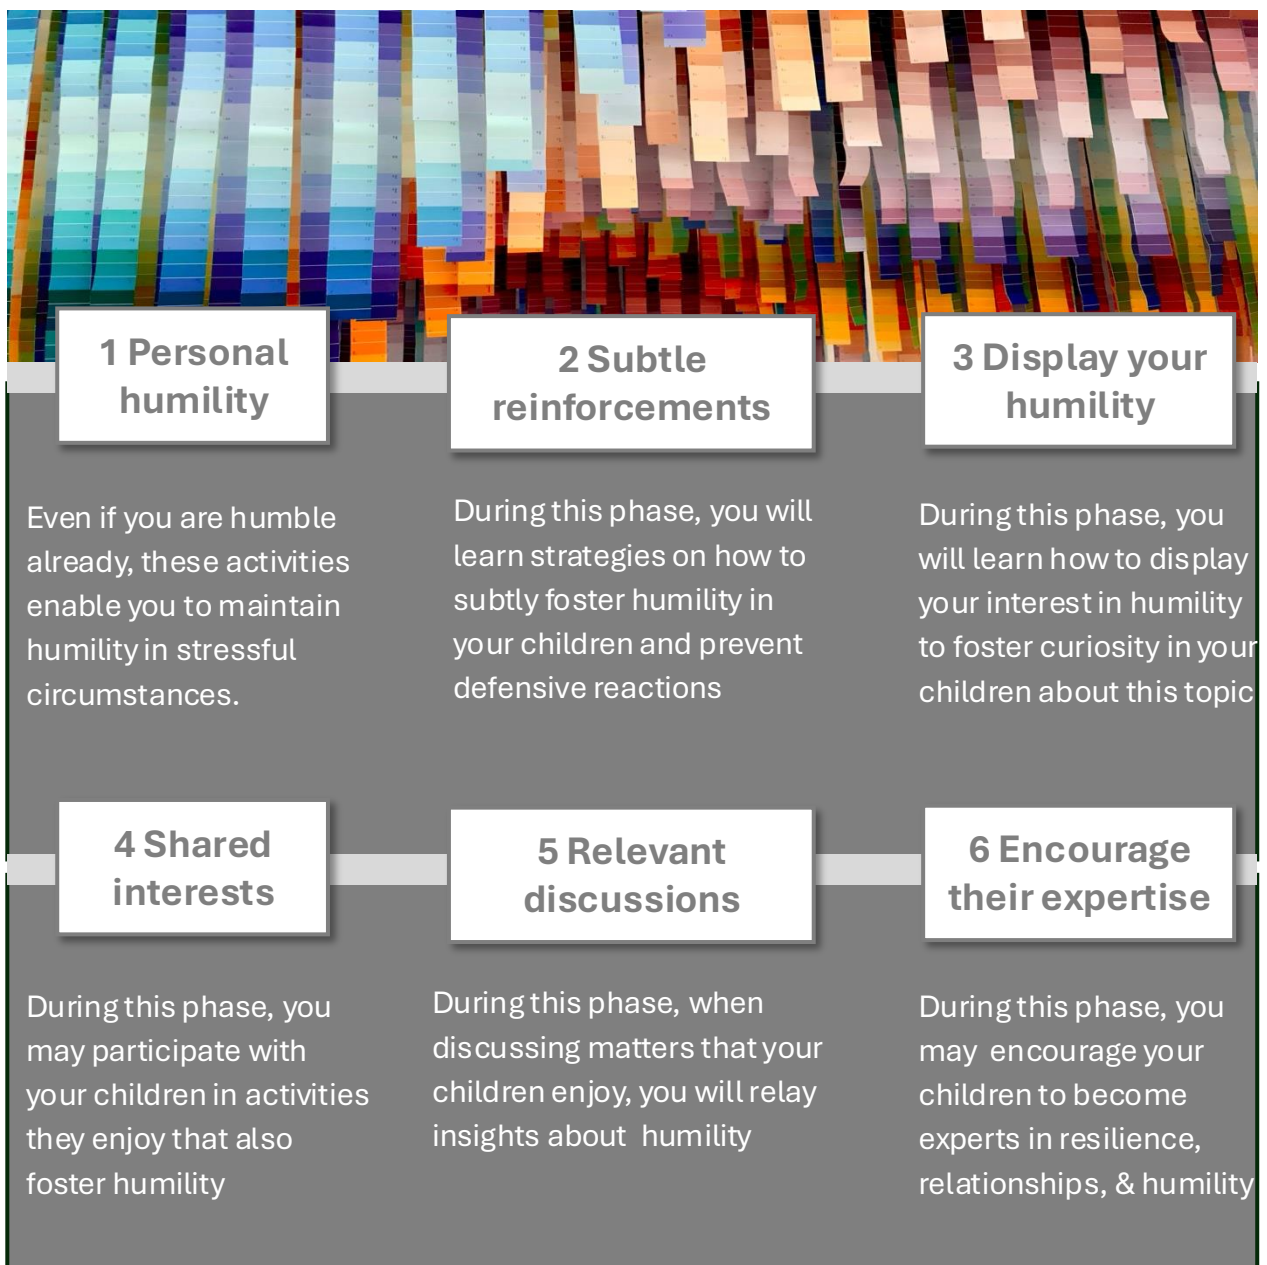 1 Personal
humility
2 Subtle
reinforcements
3 Display your
humility
Even if you are humble
already, these activities
enable you to maintain
humility in stressful
circumstances.
During this phase, you will
learn strategies on how to
subtly foster humility in
your children and prevent
defensive reactions
During this phase, you
will learn how to display
your interest in humility
to foster curiosity in your
children about this topic
4 Shared
interests
5 Relevant
discussions
6 Encourage
their expertise
During this phase, you
may participate with
your children in activities
they enjoy that also
foster humility
During this phase, when
discussing matters that your
children enjoy, you will relay
insights about  humility
During this phase, you
may  encourage your
children to become
experts in resilience,
relationships, & humility